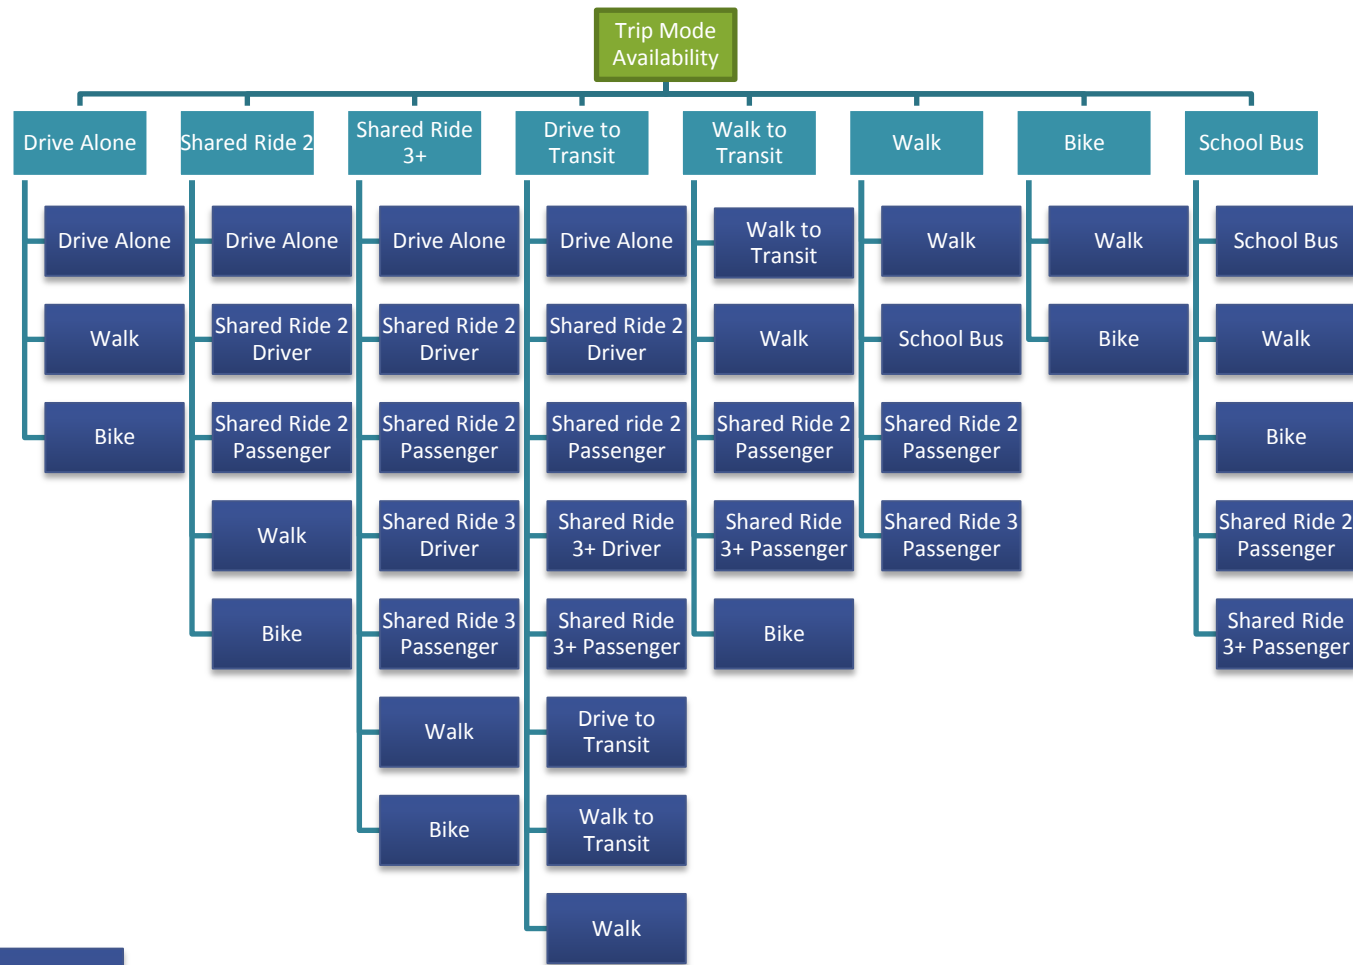 Trip Mode
Availability
Drive Alone
Shared Ride 2
Shared Ride
3+
Drive to
Transit
Walk to
Transit
Walk
Bike
School Bus
Drive Alone
Walk
Bike
Drive Alone
Shared Ride 2
Driver
Shared Ride 2
Passenger
Walk
Bike
Drive Alone
Shared Ride 2
Driver
Shared Ride 2
Passenger
Shared Ride 3
Driver
Shared Ride 3
Passenger
Walk
Bike
Drive Alone
Shared Ride 2
Driver
Shared ride 2
Passenger
Shared Ride
3+ Driver
Shared Ride
3+ Passenger
Drive to
Transit
Walk to
Transit
Walk
Walk to
Transit
Walk
Shared Ride 2
Passenger
Shared Ride
3+ Passenger
Bike
Walk
School Bus
Shared Ride 2
Passenger
Shared Ride 3
Passenger
Walk
Bike
School Bus
Walk
Bike
Shared Ride 2
Passenger
Shared Ride
3+ Passenger